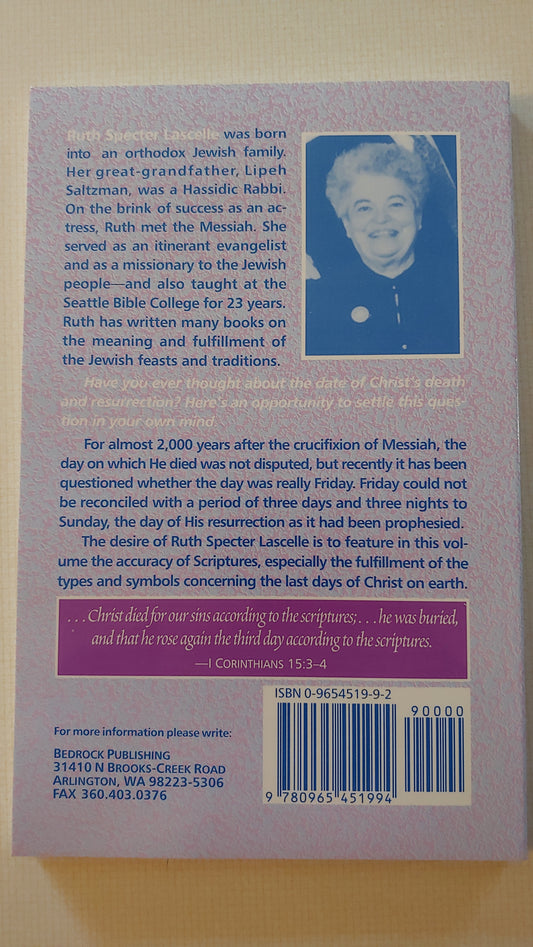 Ruth Specter Lascelle was born
into an orthodox Jewish family.
Her great-grandfather, Lipeh
Saltzman, was a Hassidic Rabbi.
On the brink of success as an ac-
tress, Ruth met the Messiah. She
served as an itinerant evangelist
and as a missionary to the Jewish
people—and also taught at the
Seattle Bible College for 23 years.
Ruth has written many books on
the meaning and fulfillment of
the Jewish feasts and traditions.
Have you ever thought about the date of Christ's death
and resurrection? Here's an opportunity to settle this ques-
tion in your own mind.
For almost 2,000 years after the crucifixion of Messiah, the
day on which He died was not disputed, but recently it has been
questioned whether the day was really Friday. Friday could not
be reconciled with a period of three days and three nights to
Sunday, the day of His resurrection as it had been prophesied.
The desire of Ruth Specter Lascelle is to feature in this vol-
ume the accuracy of Scriptures, especially the fulfillment of the
types and symbols concerning the last days of Christ on earth.
. . . Christ died for our sins according to the scriptures; . . . he was buried,
and that he rose again the third day according to the scriptures.
—I CORINTHIANS 15:3–4
ISBN 0-9654519-9-2
90000
9 780965 451994
For more information please write:
BEDROCK PUBLISHING
31410 N BROOKS-CREEK ROAD
ARLINGTON, WA 98223-5306
FAX 360.403.0376